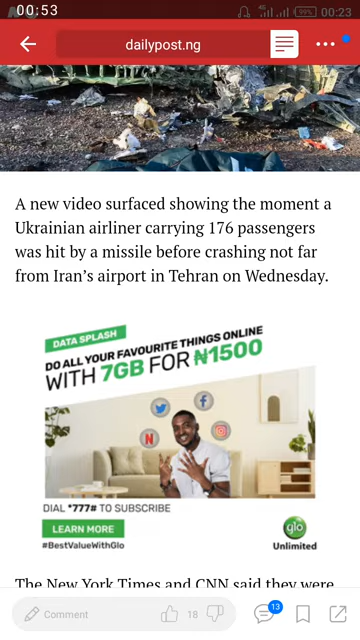 00:53
4G
99%
00:23
dailypost.ng
A new video surfaced showing the moment a
Ukrainian airliner carrying 176 passengers
was hit by a missile before crashing not far
from Iran’s airport in Tehran on Wednesday.
DATA SPLASH
DO ALL YOUR FAVOURITE THINGS ONLINE
WITH 7GB FOR ₦1500
N
DIAL *777# TO SUBSCRIBE
LEARN MORE
#BestValueWithGlo
glo
Unlimited
The New York Times and CNN said they were
Comment
18
13